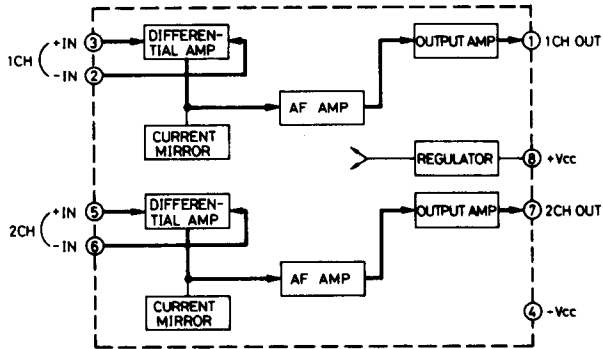 1CH
+IN
3
DIFFEREN-
TIAL AMP
-IN
2
OUTPUT AMP
1
1CH OUT
AF AMP
CURRENT
MIRROR
REGULATOR
8
+Vcc
2CH
+IN
5
DIFFEREN-
TIAL AMP
-IN
6
OUTPUT AMP
7
2CH OUT
AF AMP
CURRENT
MIRROR
4
-Vcc